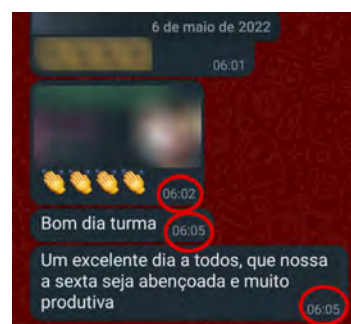 6 de maio de 2022
06:01
👏👏👏👏
06:02
Bom dia turma
06:05
Um excelente dia a todos, que nossa
a sexta seja abençoada e muito
produtiva
06:05